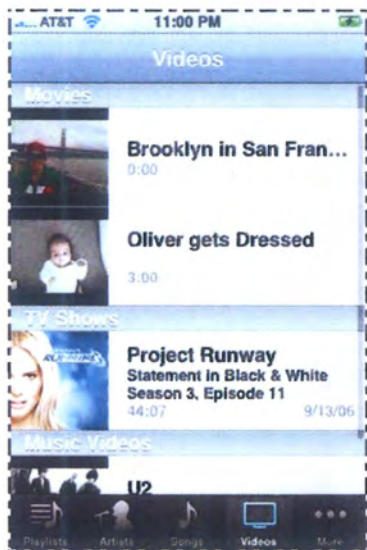 AT&T 11:00 PM
Videos
Movies
Brooklyn in San Fran...
0:00
Oliver gets Dressed
3:00
TV Shows
RUNWAY
Project Runway
Statement in Black & White
Season 3, Episode 11
44:07 9/13/06
Music Videos
U2
Playlists Artists Songs Videos More